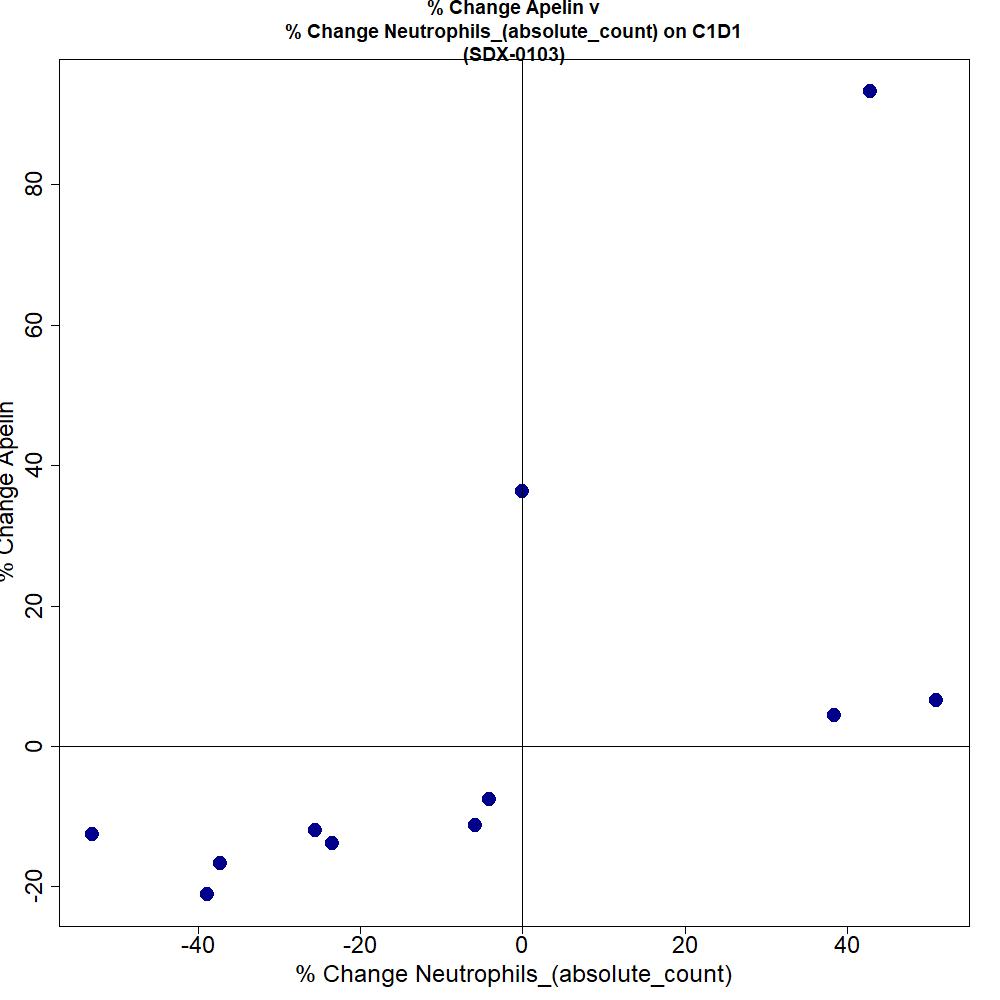 % Change Apelin v
% Change Neutrophils_(absolute_count) on C1D1
(SDX-0103)
80
60
40
20
0
-20
% Change Apelin
-40
-20
0
20
40
% Change Neutrophils_(absolute_count)